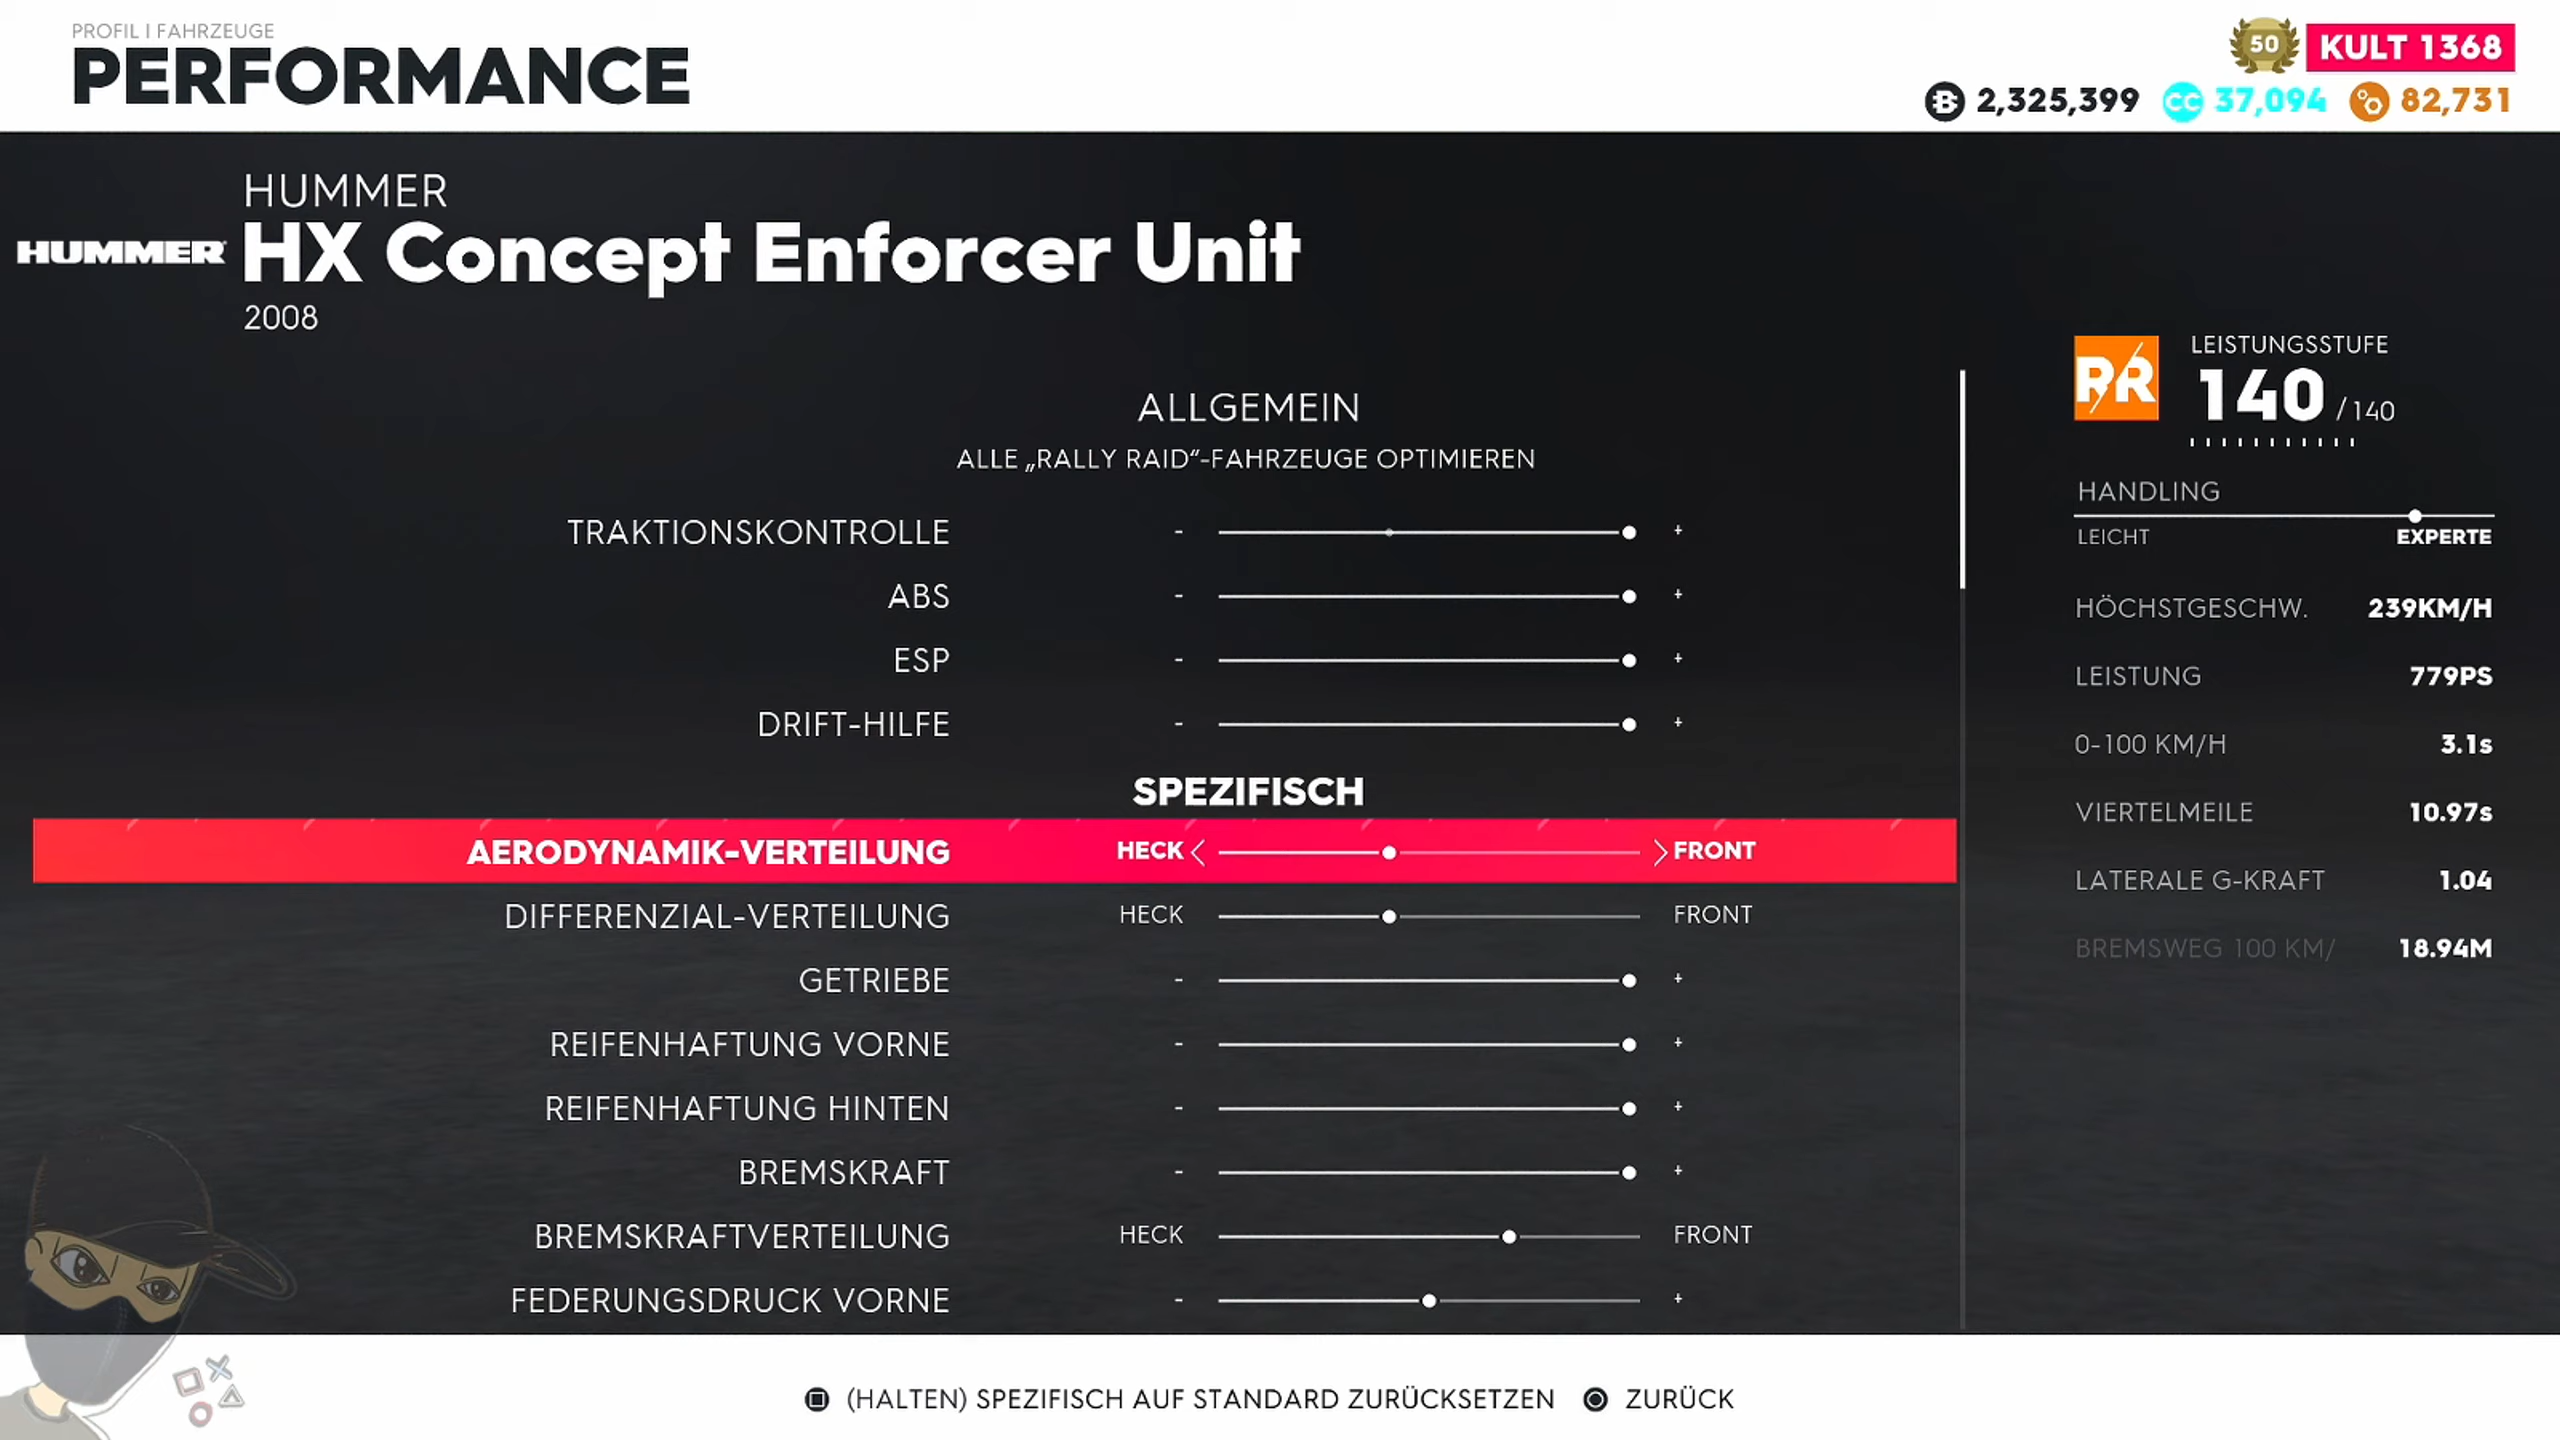 PROFIL I FAHRZEUGE
PERFORMANCE
50 KULT 1368
2,325,399 CC 37,094 82,731
HUMMER
HUMMER HX Concept Enforcer Unit
2008
ALLGEMEIN
ALLE „RALLY RAID“-FAHRZEUGE OPTIMIEREN
TRAKTIONSKONTROLLE - +
ABS - +
ESP - +
DRIFT-HILFE - +
SPEZIFISCH
AERODYNAMIK-VERTEILUNG HECK < > FRONT
DIFFERENZIAL-VERTEILUNG HECK FRONT
GETRIEBE - +
REIFENHAFTUNG VORNE - +
REIFENHAFTUNG HINTEN - +
BREMSKRAFT - +
BREMSKRAFTVERTEILUNG HECK FRONT
FEDERUNGSDRUCK VORNE - +
RR LEISTUNGSSTUFE
140 / 140
HANDLING
LEICHT EXPERTE
HÖCHSTGESCHW. 239KM/H
LEISTUNG 779PS
0-100 KM/H 3.1s
VIERTELMEILE 10.97s
LATERALE G-KRAFT 1.04
BREMSWEG 100 KM/ 18.94M
(HALTEN) SPEZIFISCH AUF STANDARD ZURÜCKSETZEN ZURÜCK